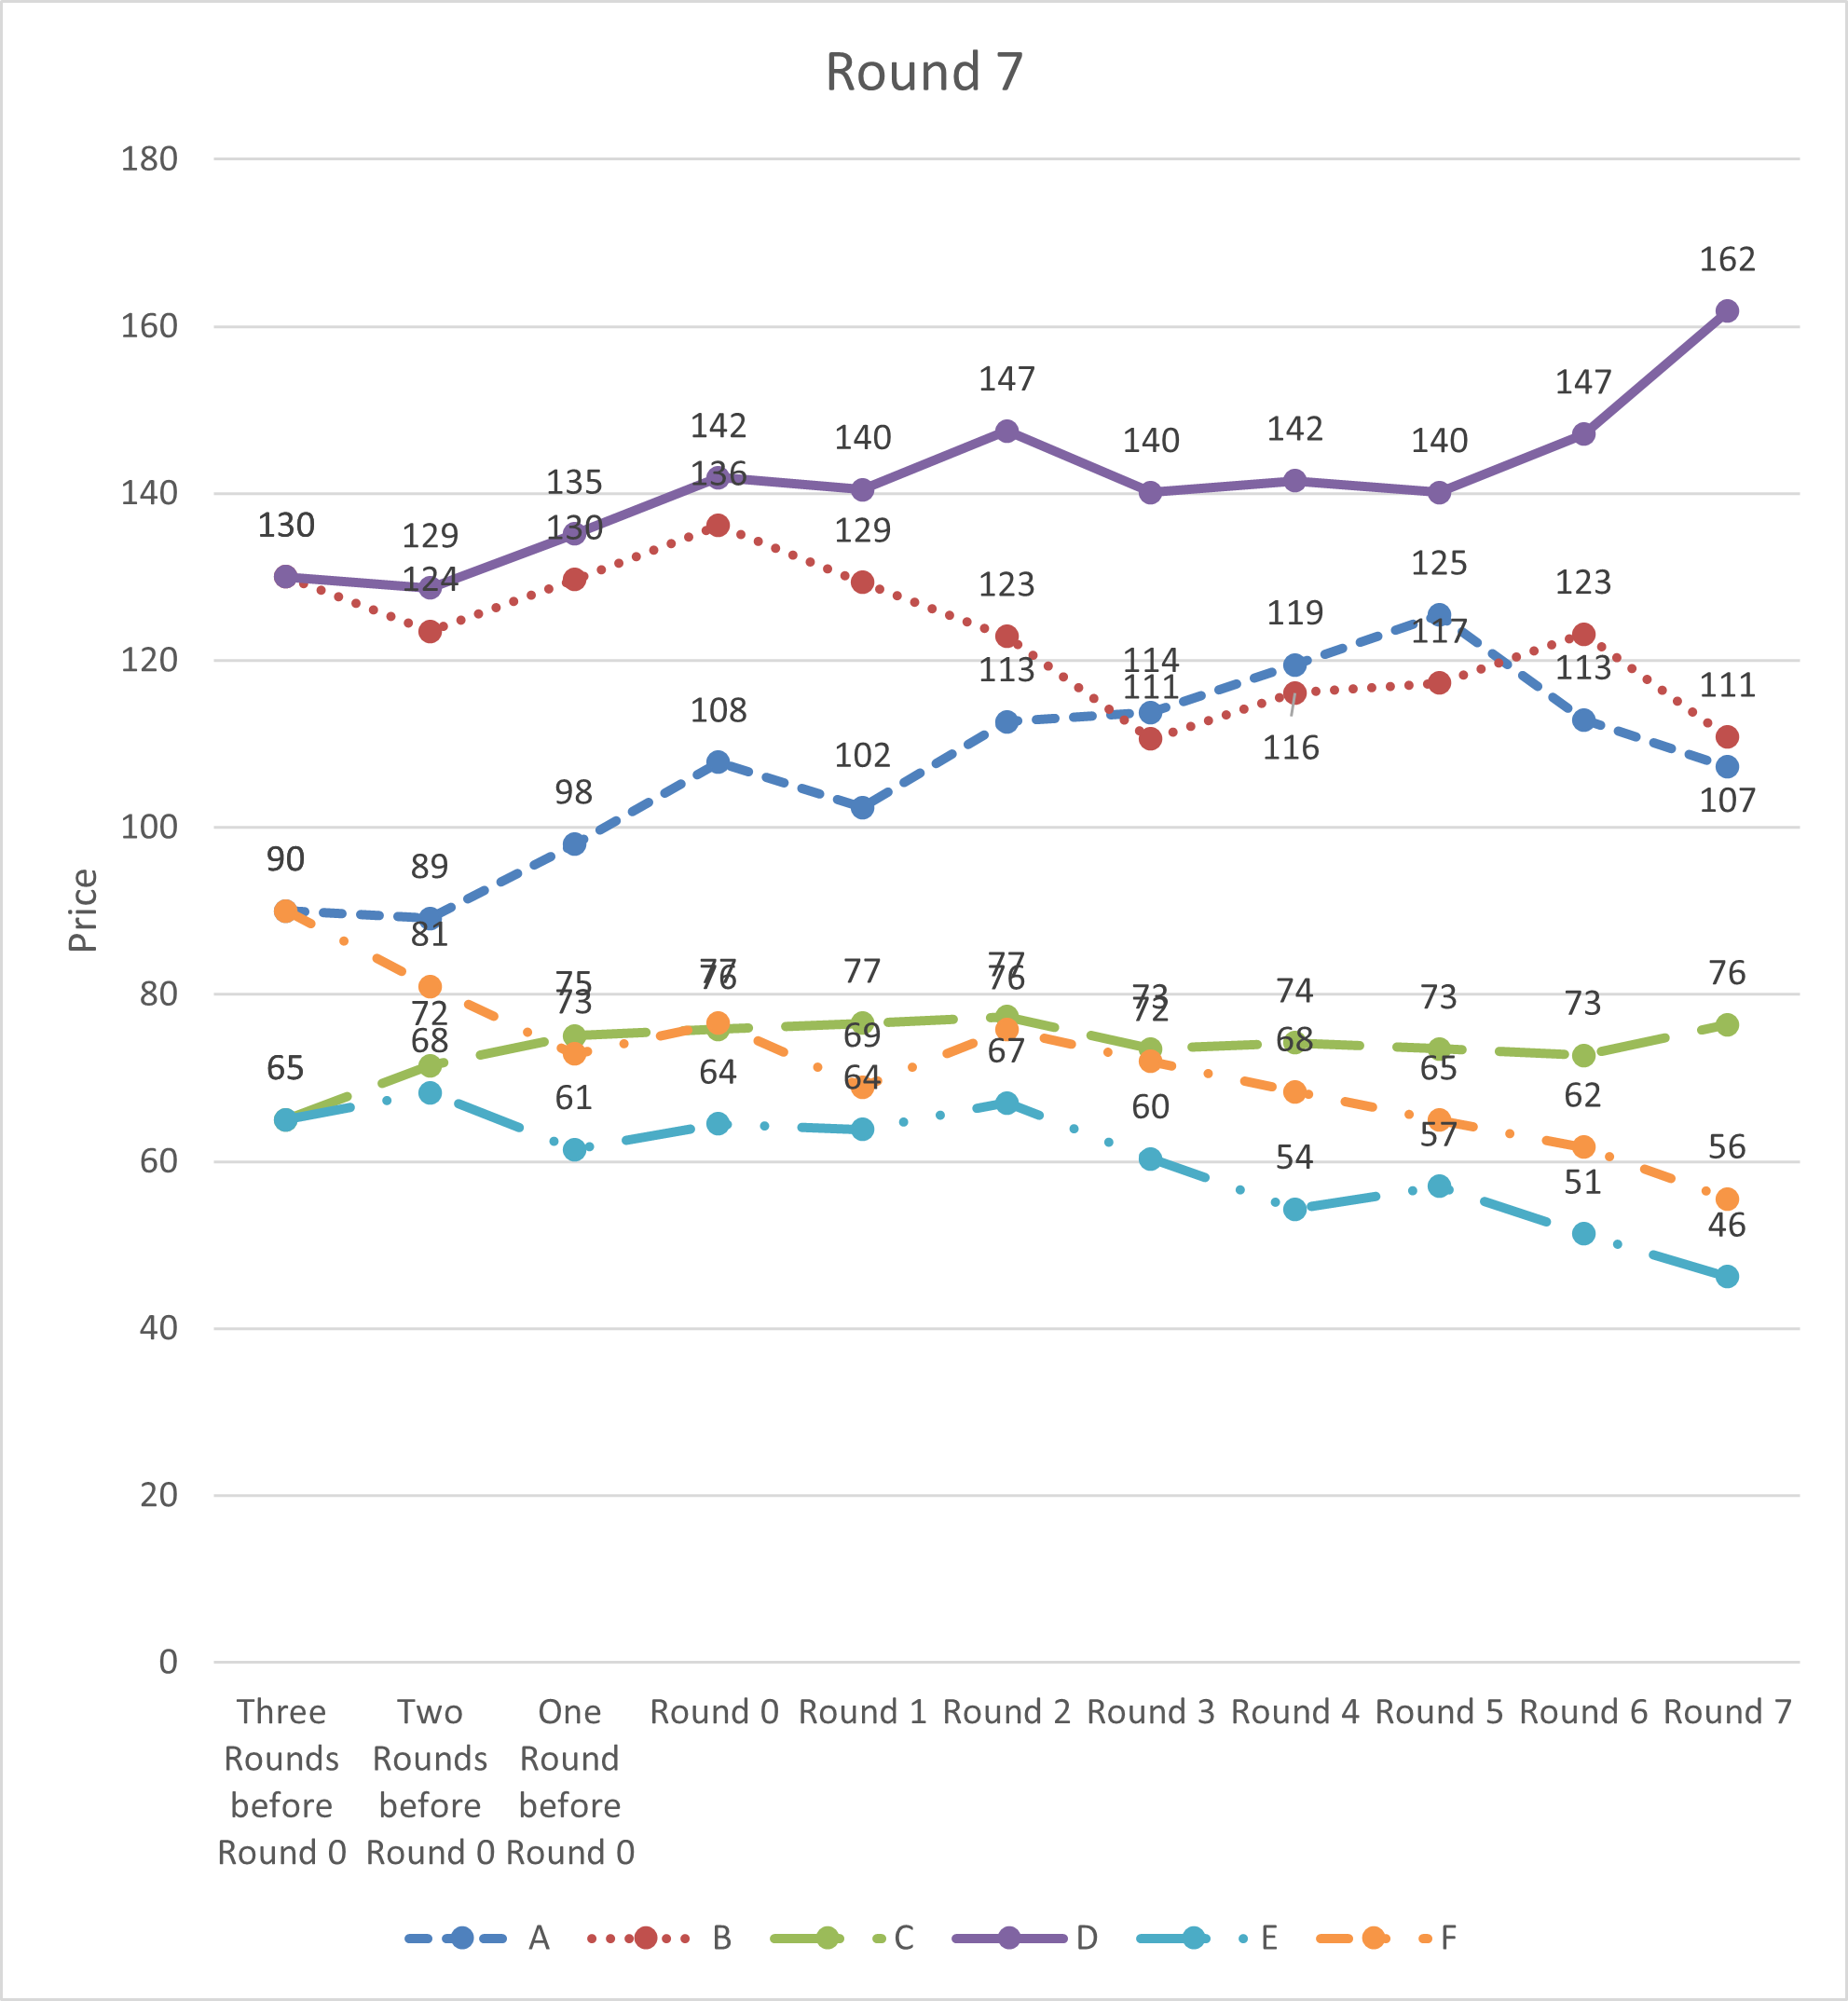 Round 7
180
160
140
120
100
80
60
40
20
0
Price
130 129 135 142 140 147 140 142 140 147 162
124 130 136 129 123 111 116 117 123 111
90 89 98 108 102 113 114 119 125 113 107
81 73 77 69 76 72 68 65 62 56
65 72 75 76 77 77 73 74 73 73 76
68 61 64 64 67 60 54 57 51 46
Three Rounds before Round 0
Two Rounds before Round 0
One Round before Round 0
Round 0
Round 1
Round 2
Round 3
Round 4
Round 5
Round 6
Round 7
A B C D E F